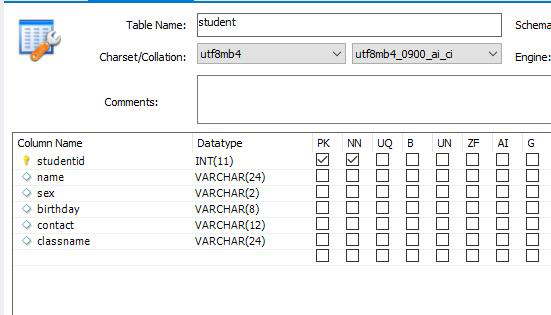 Table Name: student Schema
Charset/Collation: utf8mb4 utf8mb4_0900_ai_ci Engine:
Comments:
Column Name Datatype PK NN UQ B UN ZF AI G
studentid INT(11)
name VARCHAR(24)
sex VARCHAR(2)
birthday VARCHAR(8)
contact VARCHAR(12)
classname VARCHAR(24)